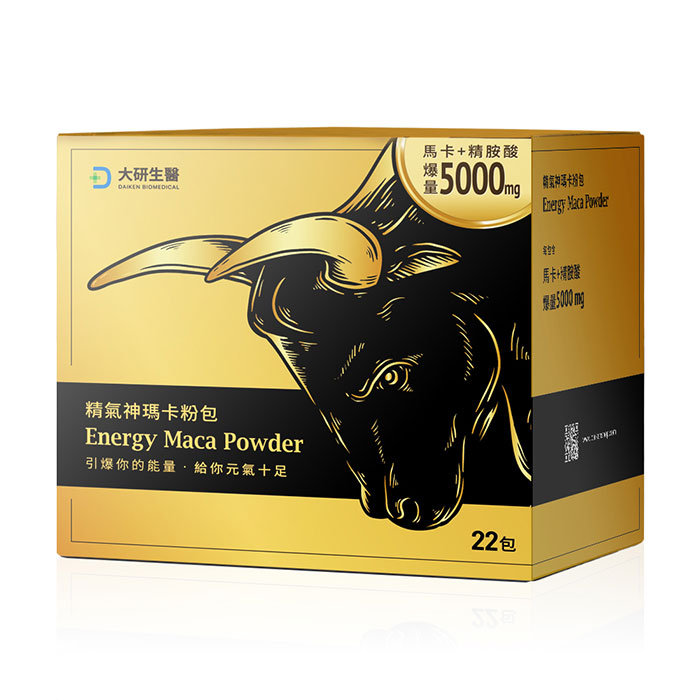 大研生醫
DAIKEN BIOMEDICAL
馬卡+精胺酸
爆量5000mg
精氣神瑪卡粉包
Energy Maca Powder
引爆你的能量・給你元氣十足
22包
精氣神瑪卡粉包
Energy Maca Powder
每包含
馬卡+精胺酸
爆量5000 mg